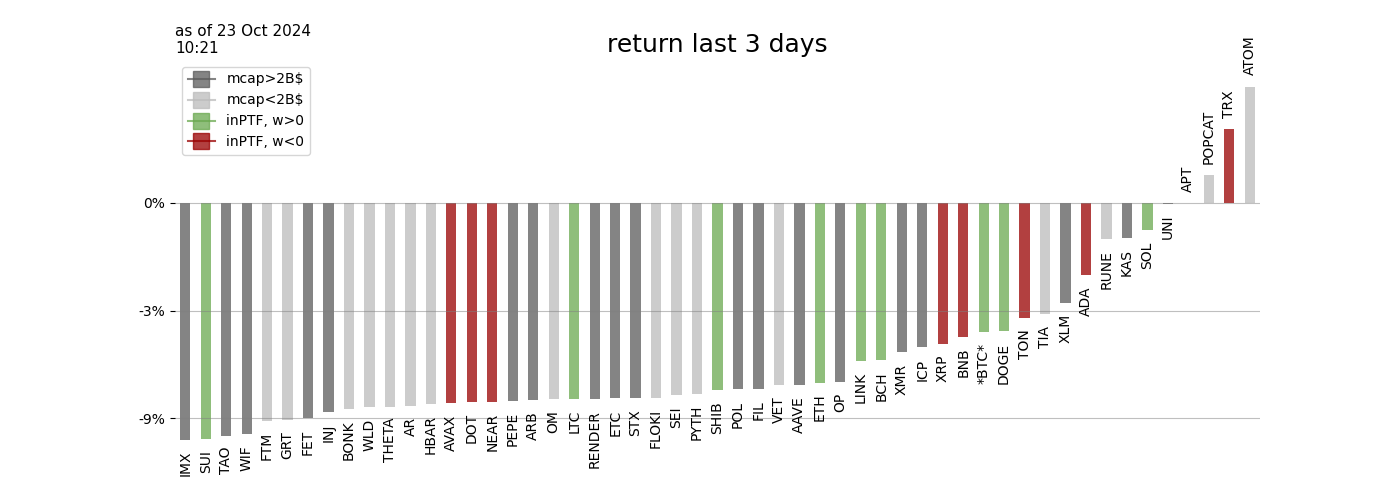 as of 23 Oct 2024
10:21
return last 3 days
mcap>2B$
mcap<2B$
inPTF, w>0
inPTF, w<0
0%
-3%
-9%
IMX
SUI
TAO
WIF
FTM
GRT
FET
INJ
BONK
WLD
THETA
AR
HBAR
AVAX
DOT
NEAR
PEPE
ARB
OM
LTC
RENDER
ETC
STX
FLOKI
SEI
PYTH
SHIB
POL
FIL
VET
AAVE
ETH
OP
LINK
BCH
XMR
ICP
XRP
BNB
*BTC*
DOGE
TON
TIA
XLM
ADA
RUNE
KAS
SOL
UNI
APT
POPCAT
TRX
ATOM